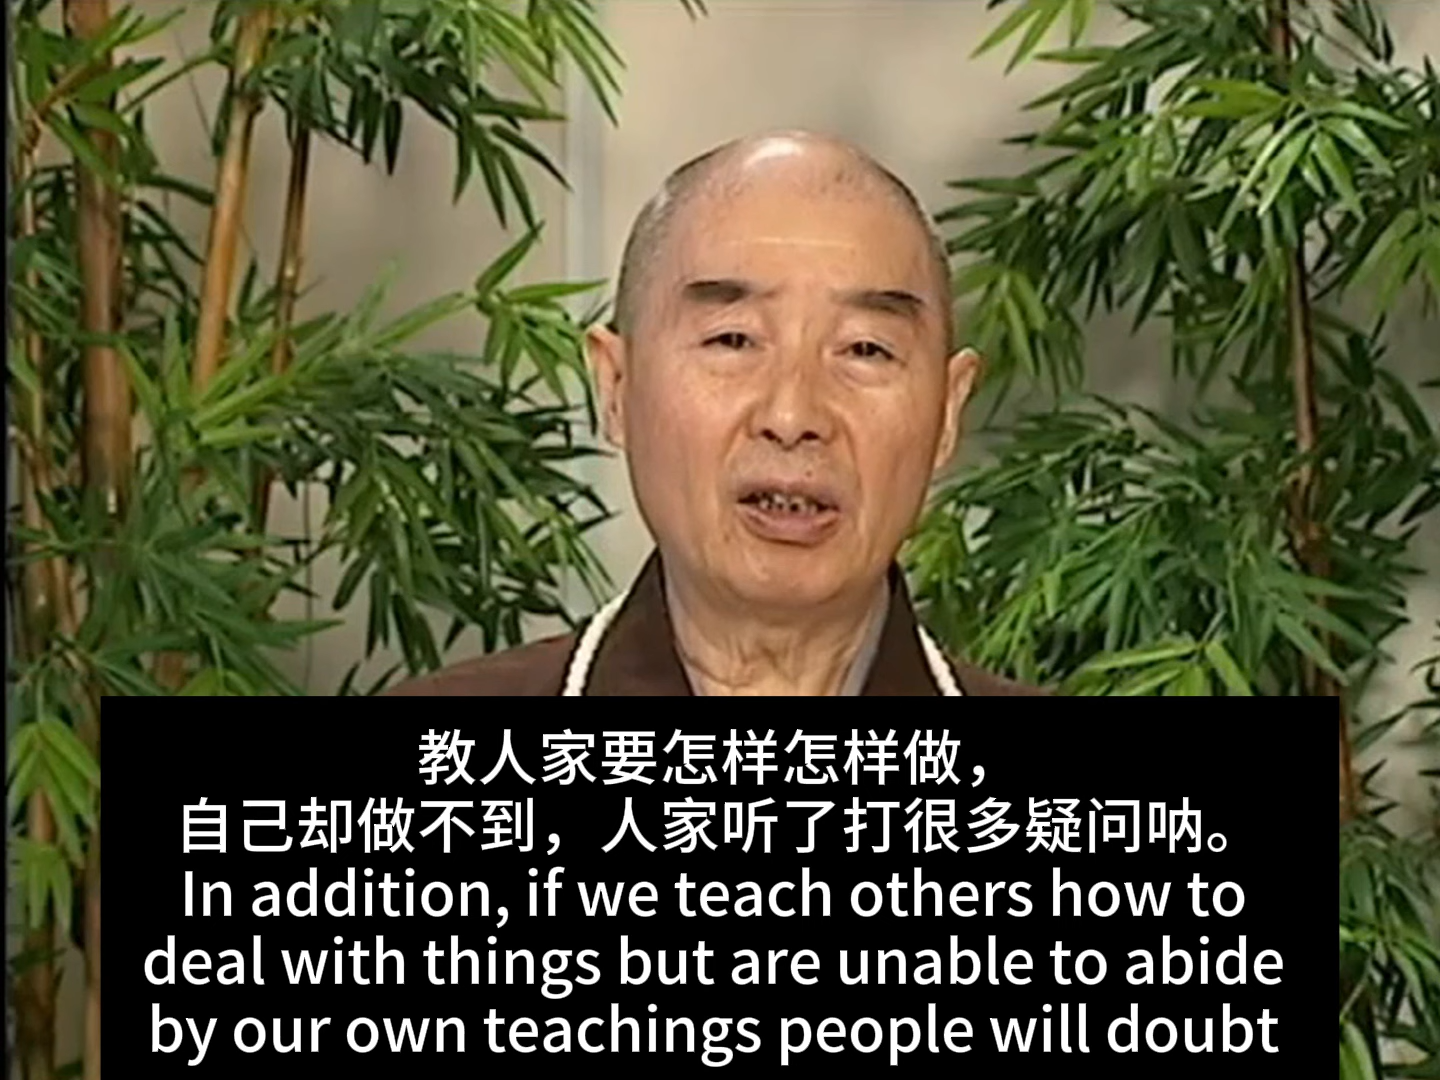 教人家要怎样怎样做，
自己却做不到，人家听了打很多疑问呐。
In addition, if we teach others how to
deal with things but are unable to abide
by our own teachings people will doubt